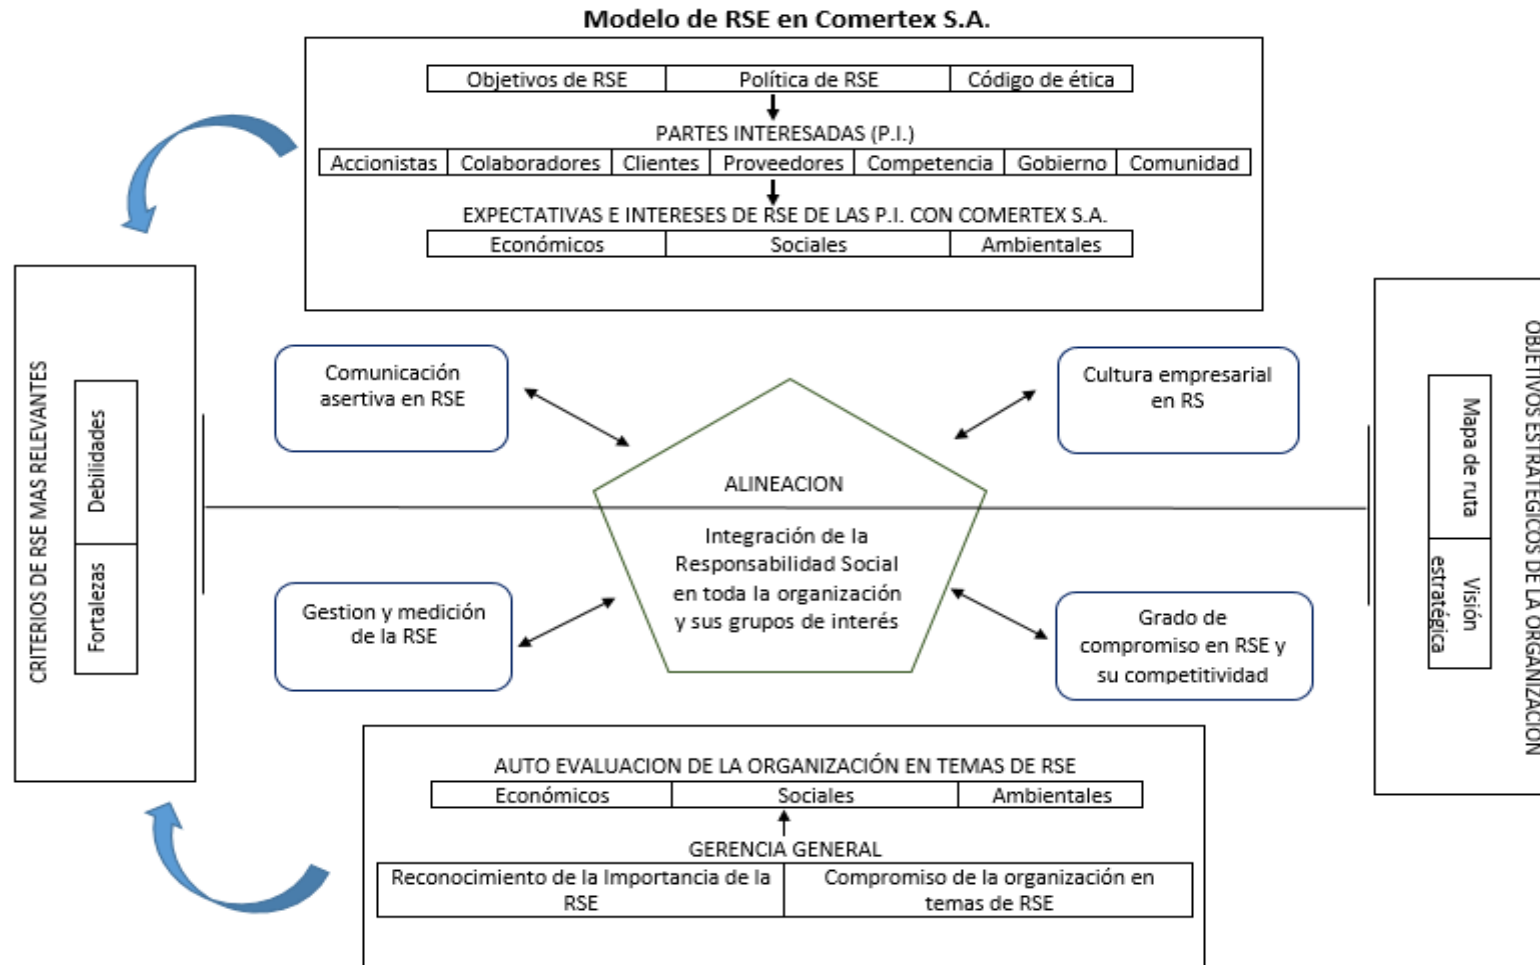 Modelo de RSE en Comertex S.A.
Objetivos de RSE
Política de RSE
Código de ética
PARTES INTERESADAS (P.I.)
Accionistas
Colaboradores
Clientes
Proveedores
Competencia
Gobierno
Comunidad
EXPECTATIVAS E INTERESES DE RSE DE LAS P.I. CON COMERTEX S.A.
Económicos
Sociales
Ambientales
CRITERIOS DE RSE MAS RELEVANTES
Debilidades
Fortalezas
Comunicación
asertiva en RSE
Cultura empresarial
en RS
ALINEACION
Integración de la
Responsabilidad Social
en toda la organización
y sus grupos de interés
Gestion y medición
de la RSE
Grado de
compromiso en RSE y
su competitividad
OBJETIVOS ESTRATEGICOS DE LA ORGANIZACIÓN
Mapa de ruta
Visión
estratégica
AUTO EVALUACION DE LA ORGANIZACIÓN EN TEMAS DE RSE
Económicos
Sociales
Ambientales
GERENCIA GENERAL
Reconocimiento de la Importancia de la
RSE
Compromiso de la organización en
temas de RSE